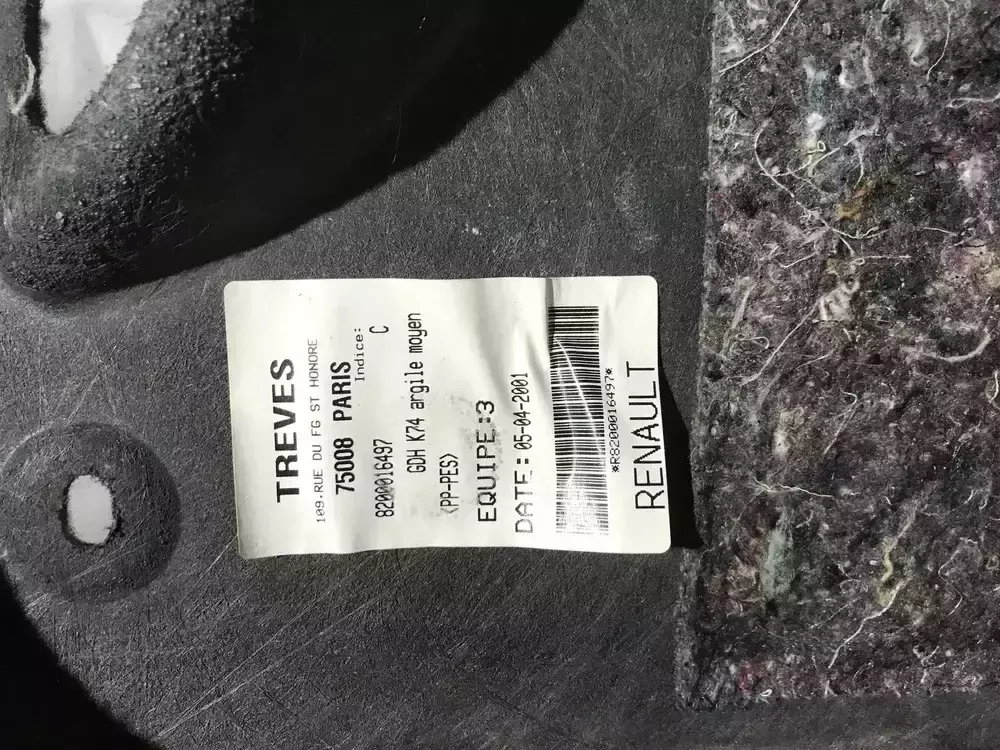 TREVES
109.RUE DU FG ST HONORE
75008 PARIS
Indice:
8200016497 C
GDH K74 argile moyen
(PP-PES)
EQUIPE:3
DATE: 05-04-2001
*R8200016497*
RENAULT